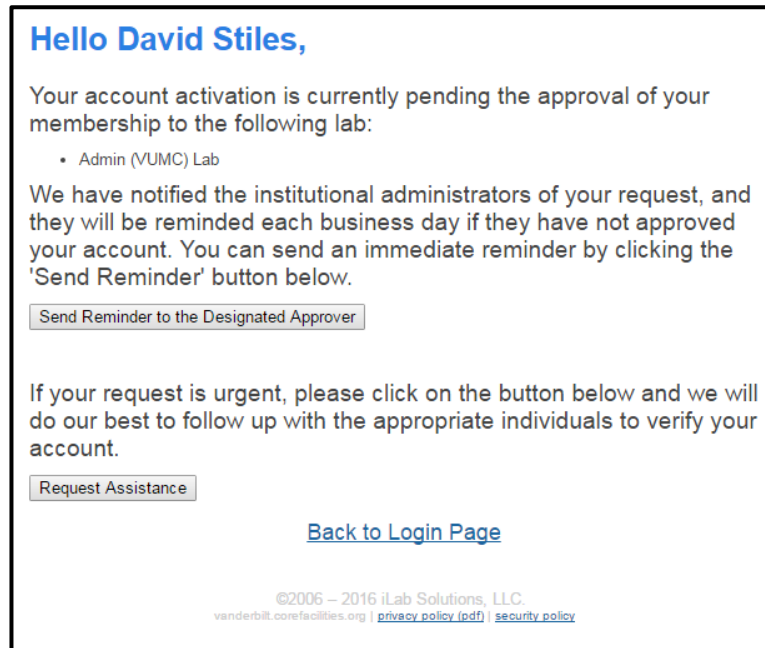 Hello David Stiles,
Your account activation is currently pending the approval of your
membership to the following lab:
• Admin (VUMC) Lab
We have notified the institutional administrators of your request, and
they will be reminded each business day if they have not approved
your account. You can send an immediate reminder by clicking the
'Send Reminder' button below.
Send Reminder to the Designated Approver
If your request is urgent, please click on the button below and we will
do our best to follow up with the appropriate individuals to verify your
account.
Request Assistance
Back to Login Page
©2006 – 2016 iLab Solutions, LLC.
vanderbilt.corefacilities.org | privacy policy (pdf) | security policy